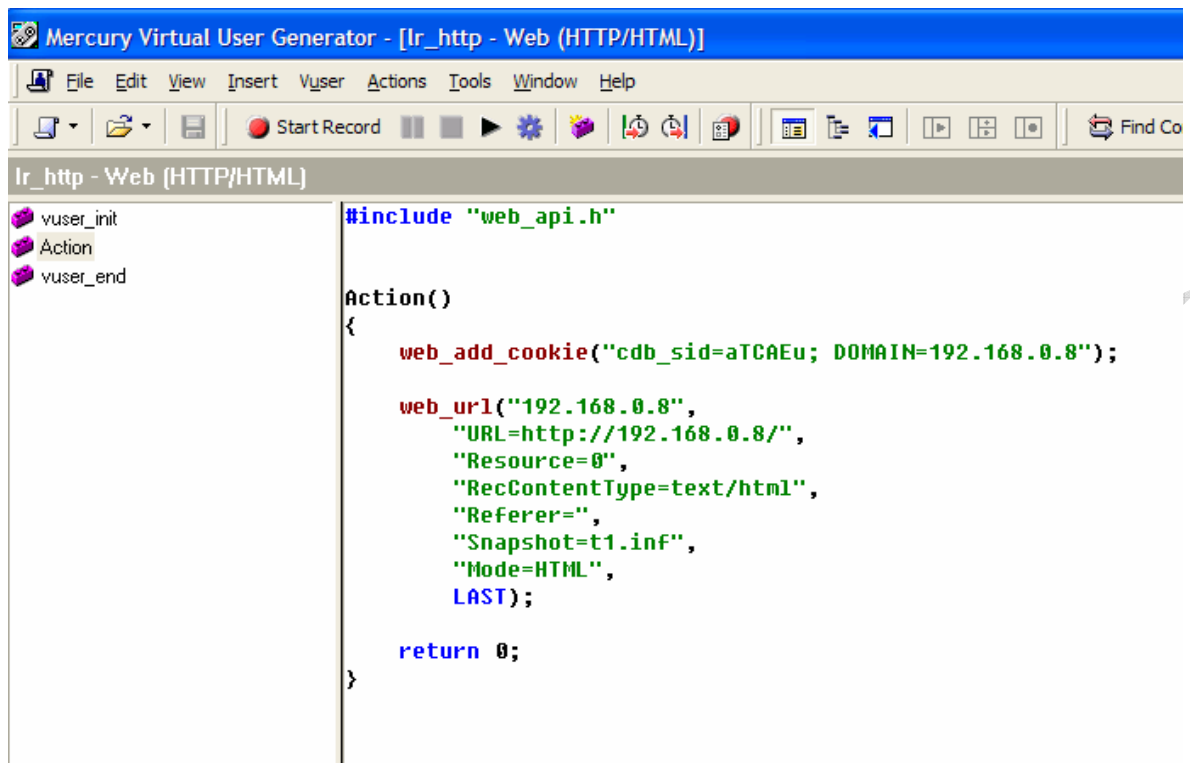 Mercury Virtual User Generator - [lr_http - Web (HTTP/HTML)]
File Edit View Insert Vuser Actions Tools Window Help
Start Record Find Co
lr_http - Web (HTTP/HTML)
vuser_init
Action
vuser_end
#include "web_api.h"
Action()
{
web_add_cookie("cdb_sid=aTCAEu; DOMAIN=192.168.0.8");
web_url("192.168.0.8",
"URL=http://192.168.0.8/",
"Resource=0",
"RecContentType=text/html",
"Referer=",
"Snapshot=t1.inf",
"Mode=HTML",
LAST);
return 0;
}